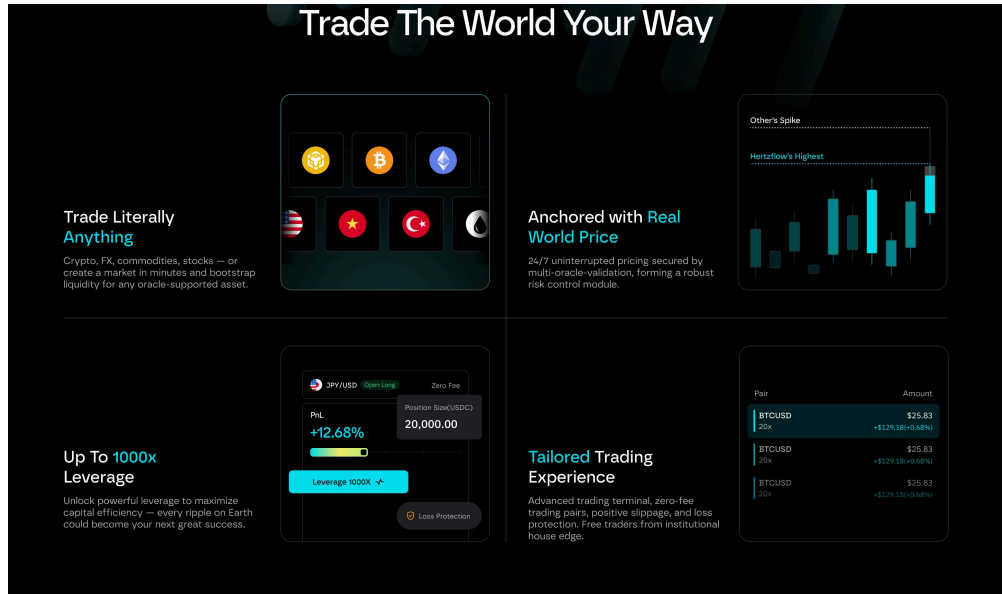 Trade The World Your Way
Trade Literally
Anything
Crypto, FX, commodities, stocks — or
create a market in minutes and bootstrap
liquidity for any oracle-supported asset.
Anchored with Real
World Price
24/7 uninterrupted pricing secured by
multi-oracle-validation, forming a robust
risk control module.
Other's Spike
Hertzflow's Highest
Up To 1000x
Leverage
Unlock powerful leverage to maximize
capital efficiency — every ripple on Earth
could become your next great success.
JPY/USD Open Long Zero Fee
PnL
+12.68%
Position Size(USDC)
20,000.00
Leverage 1000X
Loss Protection
Tailored Trading
Experience
Advanced trading terminal, zero-fee
trading pairs, positive slippage, and loss
protection. Free traders from institutional
house edge.
Pair Amount
BTCUSD $25.83
20x +$129.18(+0.68%)
BTCUSD $25.83
20x +$129.18(+0.68%)
BTCUSD $25.83
20x +$129.18(+0.68%)